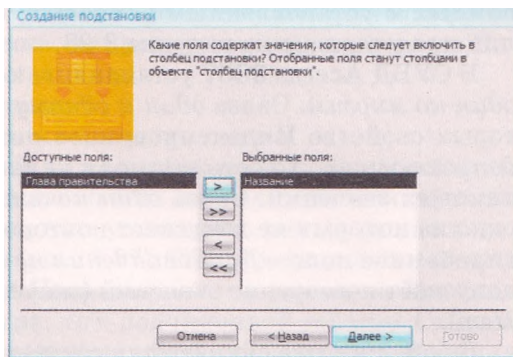 Создание подстановки
Какие поля содержат значения, которые следует включить в
столбец подстановки? Отобранные поля станут столбцами в
объекте "столбец подстановки".
Доступные поля:
Выбранные поля:
Глава правительства
Название
>
>>
<
<<
Отмена
< Назад
Далее >
Готово